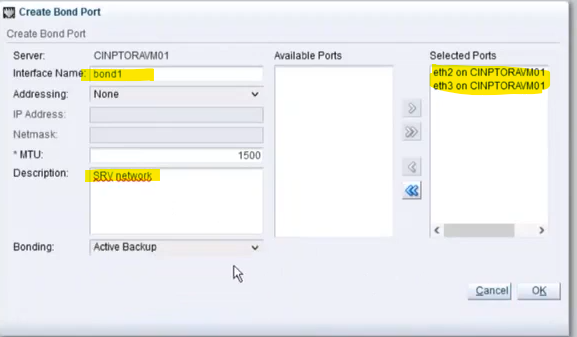 Create Bond Port
Create Bond Port
Server: CINPTORAVM01
Interface Name: bond1
Addressing: None
IP Address:
Netmask:
* MTU: 1500
Description: SRV network
Bonding: Active Backup
Available Ports
Selected Ports
eth2 on CINPTORAVM01
eth3 on CINPTORAVM01
Cancel
OK